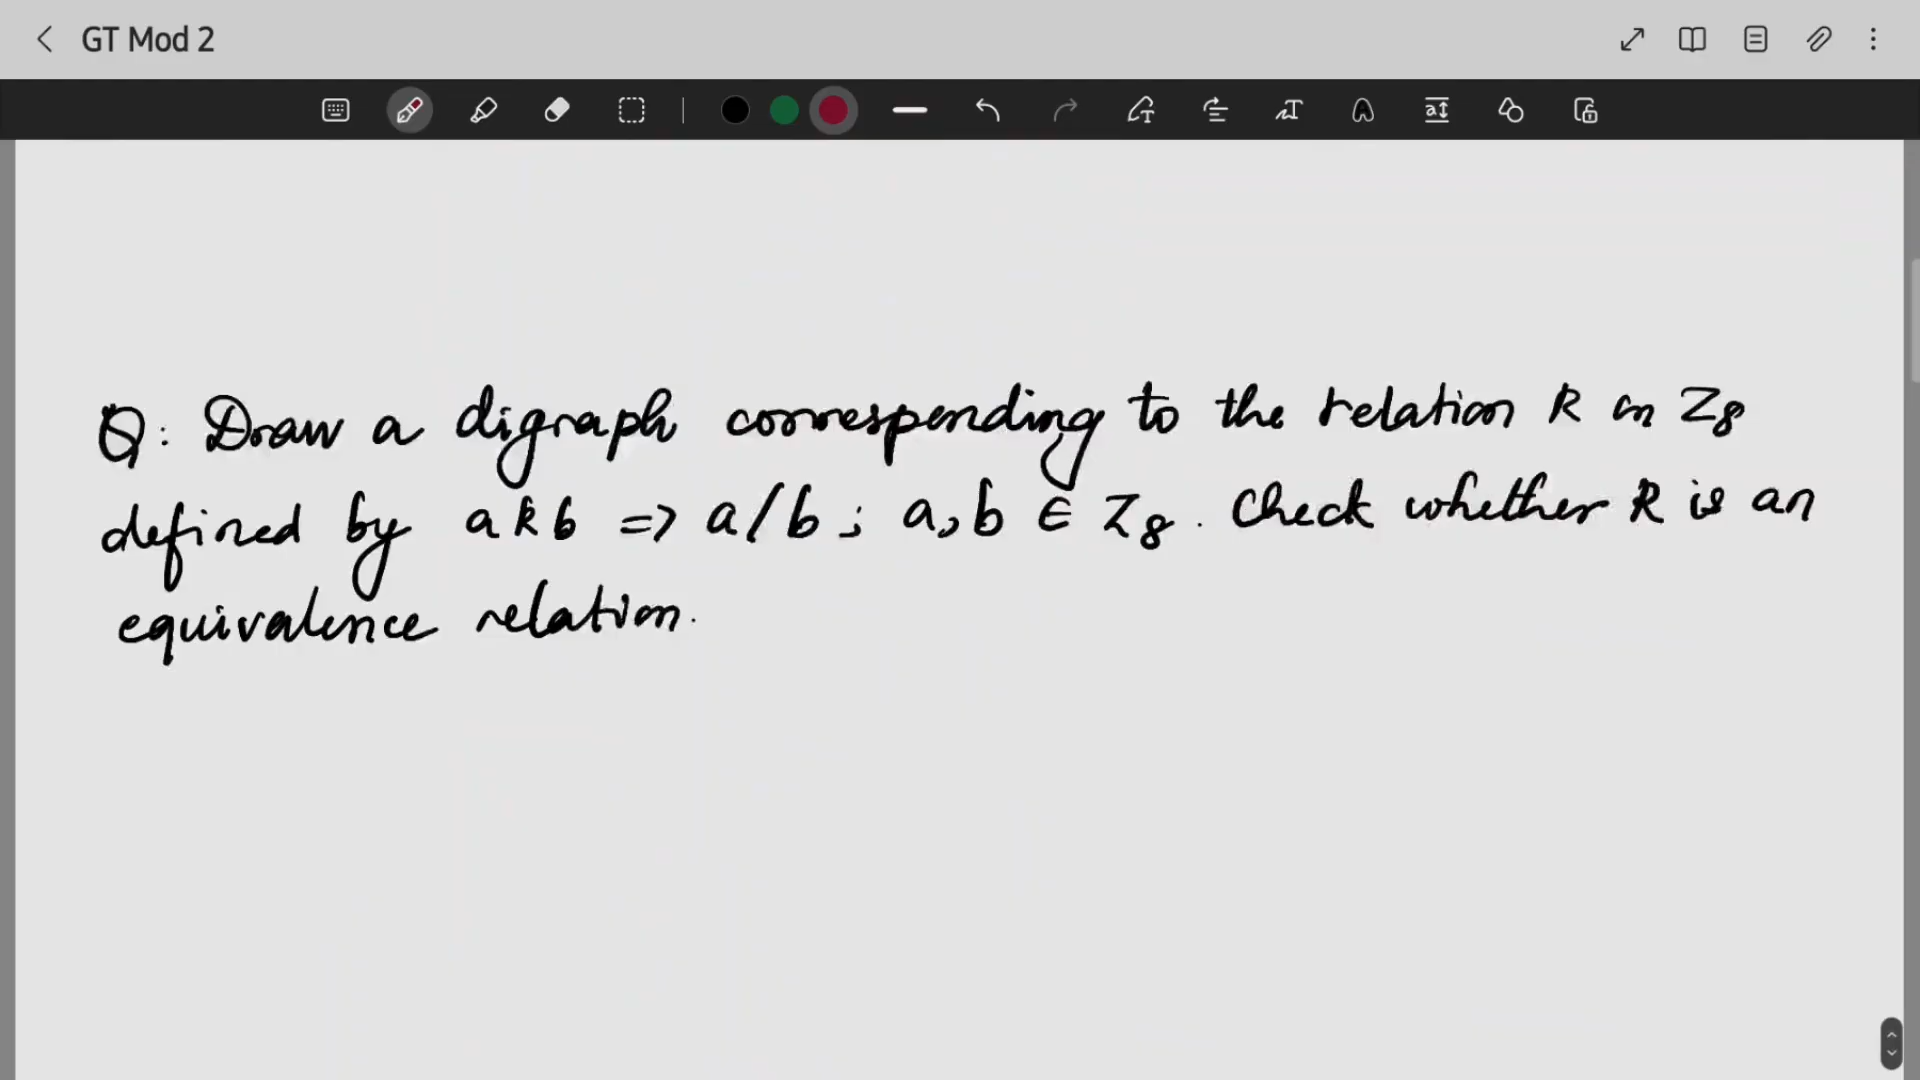 GT Mod 2
Q: Draw a digraph corresponding to the relation R on Z8
defined by aRb => a/b ; a,b ∈ Z8. Check whether R is an
equivalence relation.